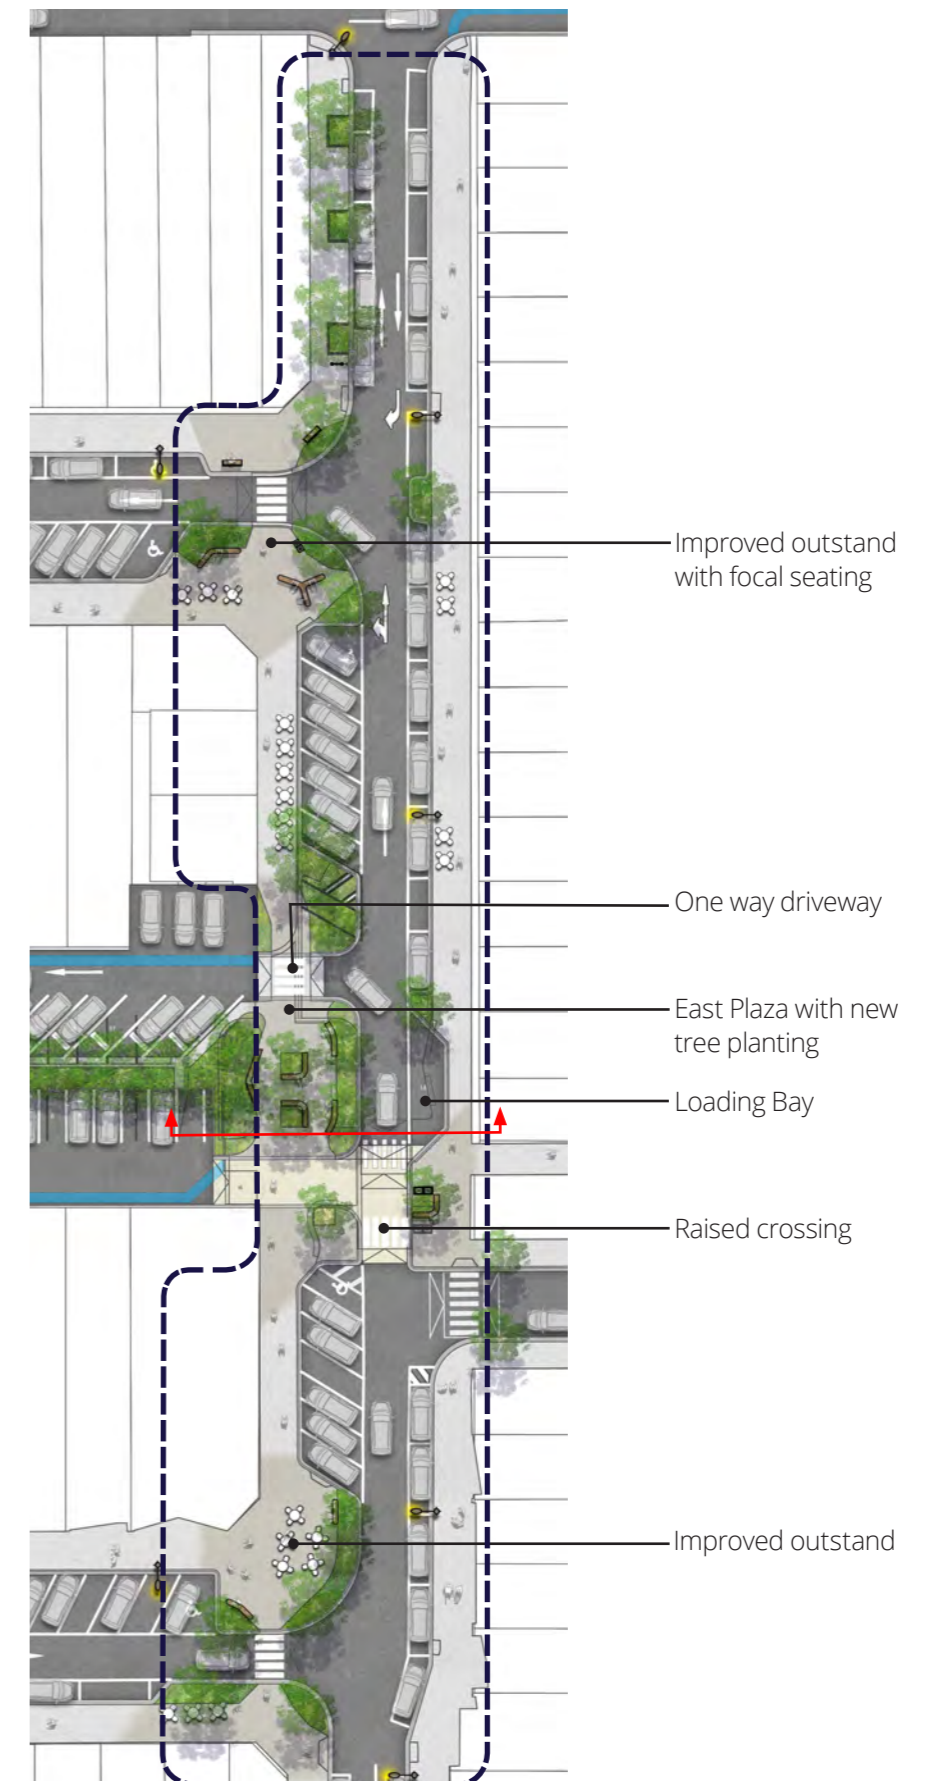 Improved outstand
with focal seating
One way driveway
East Plaza with new
tree planting
Loading Bay
Raised crossing
Improved outstand